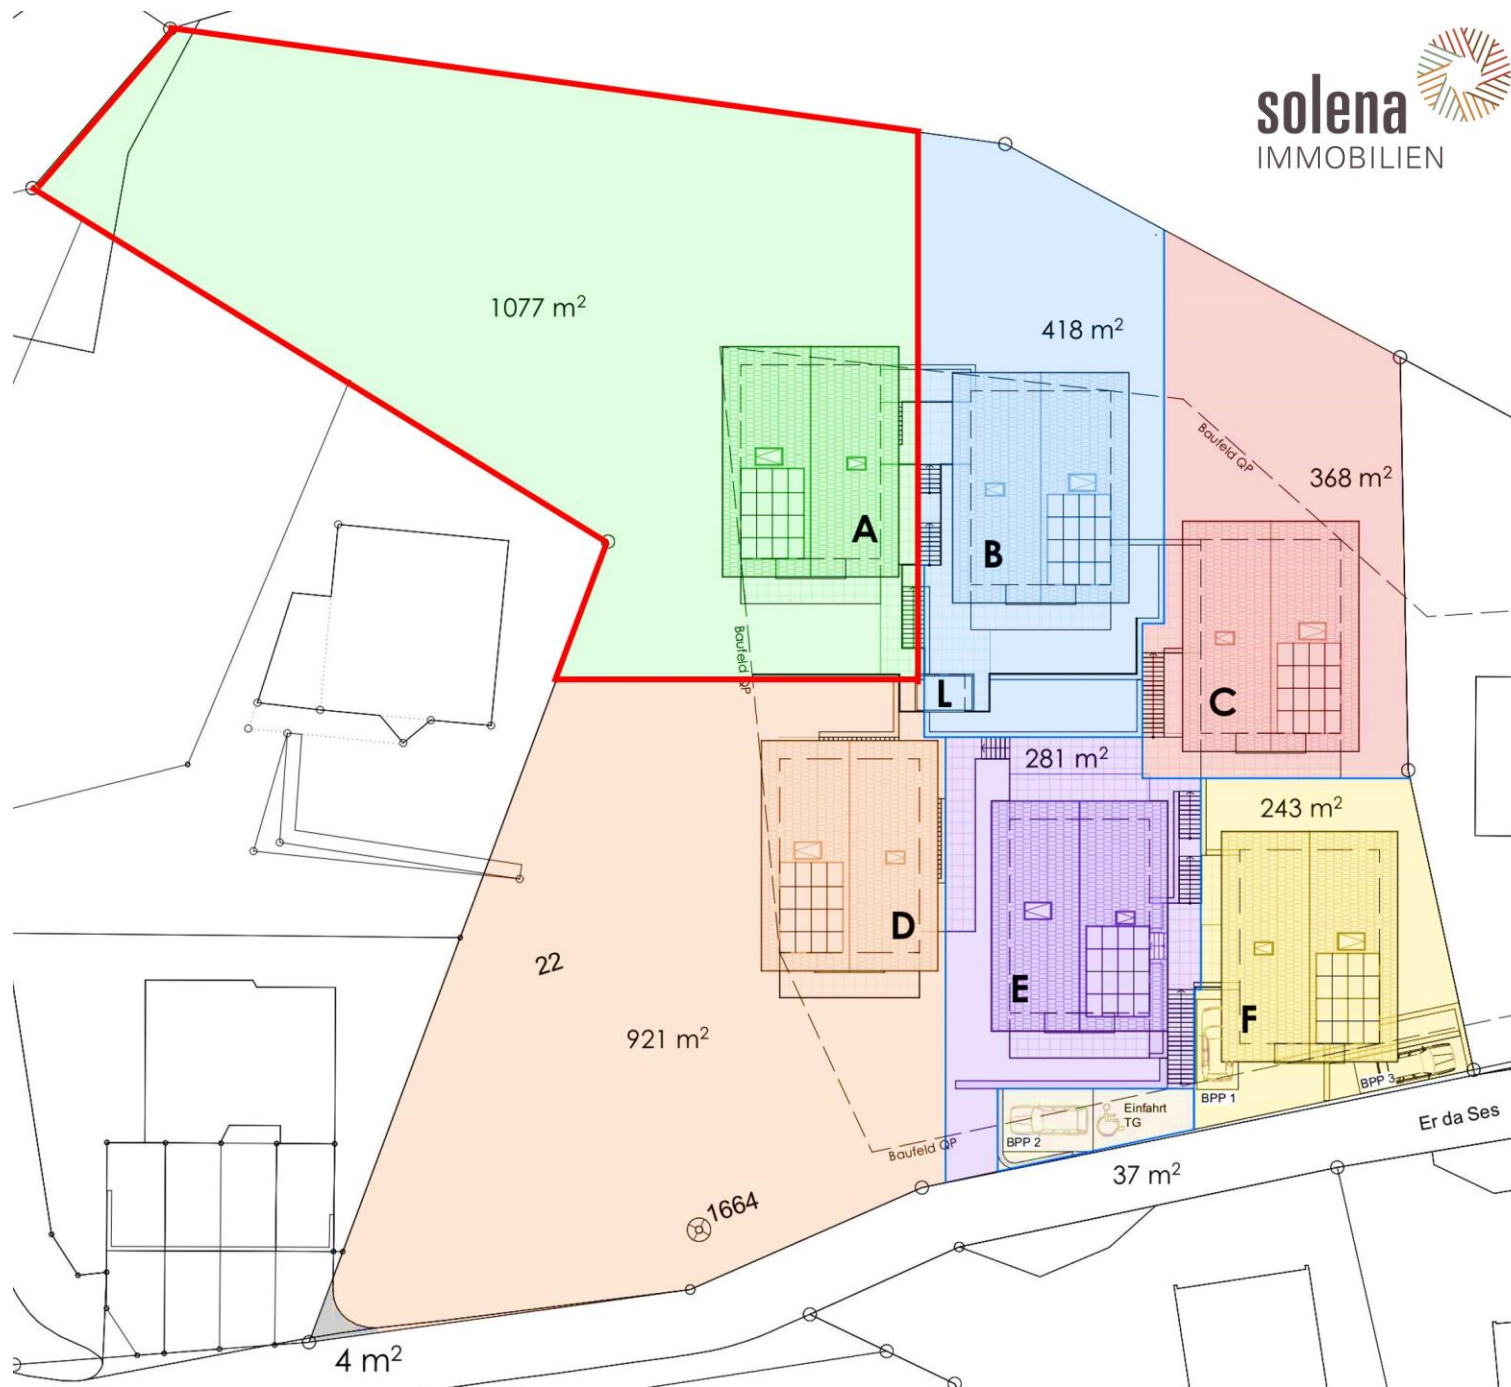 solena
IMMOBILIEN
1077 m²
418 m²
Baufeld QP
368 m²
A
B
Baufeld QP
L
C
281 m²
243 m²
D
22
E
F
921 m²
BPP 3
BPP 1
Einfahrt
TG
Er da Ses
BPP 2
Baufeld QP
37 m²
1664
4 m²